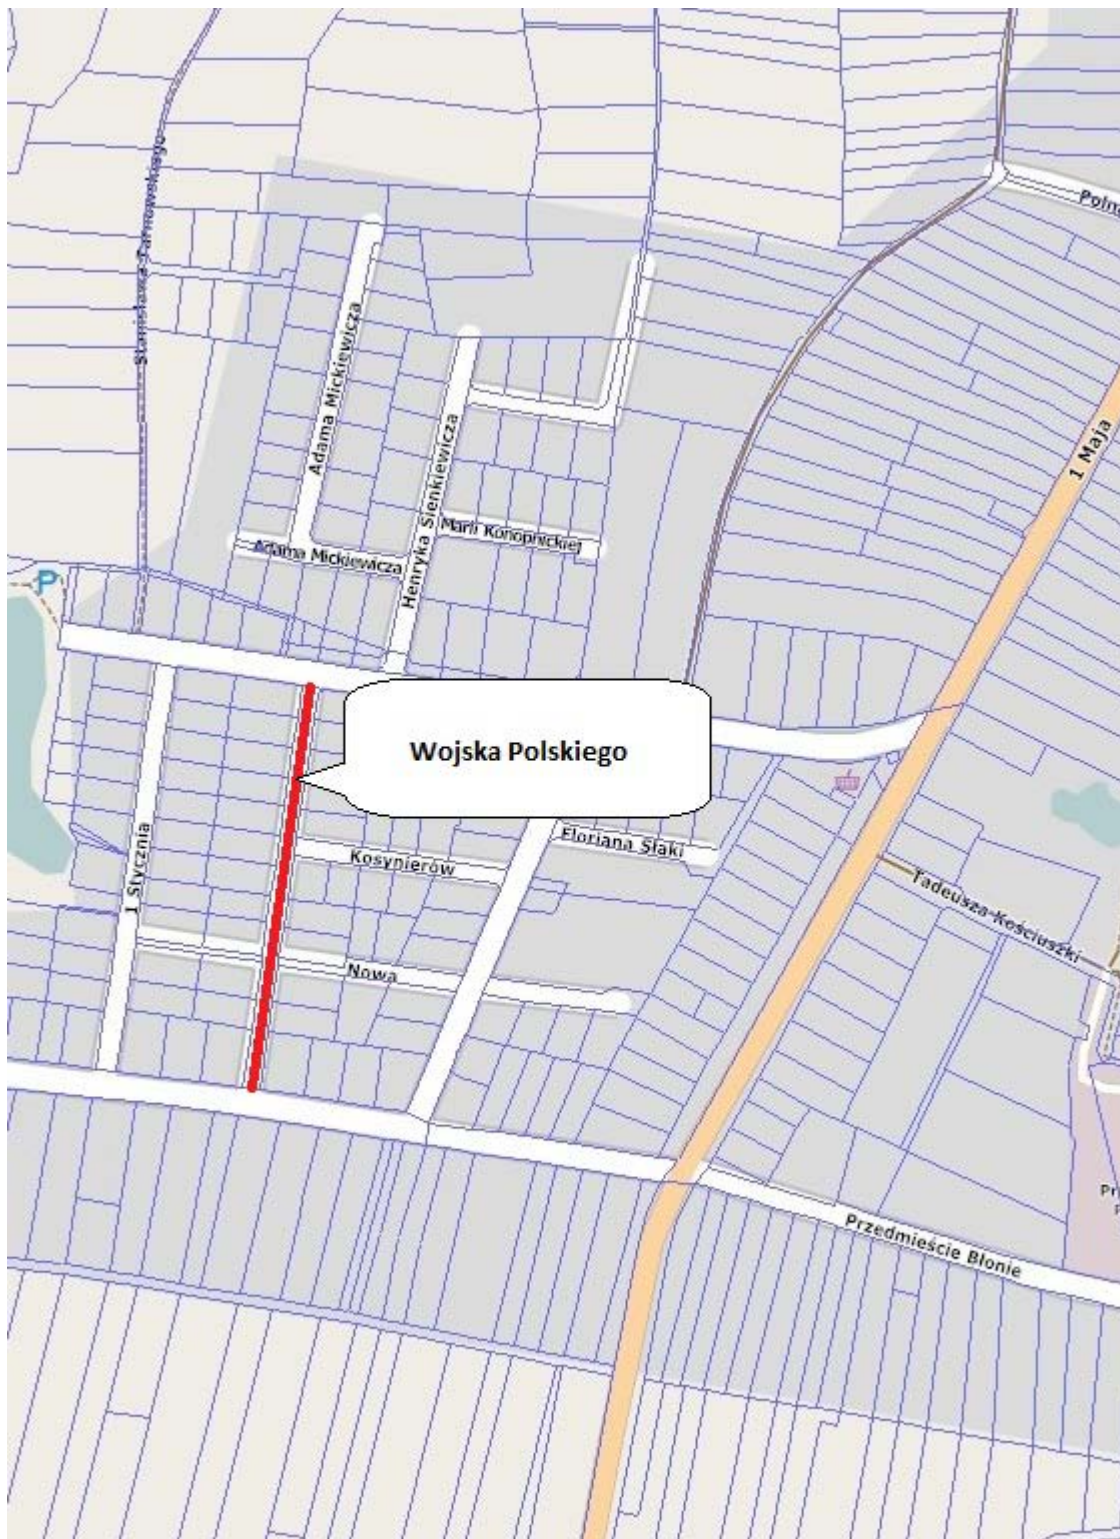 Polna
Stanisława Tarnowskiego
Adama Mickiewicza
1 Maja
Henryka Sienkiewicza
Marii Konopnickiej
Adama Mickiewicza
P
Wojska Polskiego
1 Stycznia
Floriana Słaki
Kosynierów
Tadeusza Kościuszki
Nowa
Przedmieście Błonie